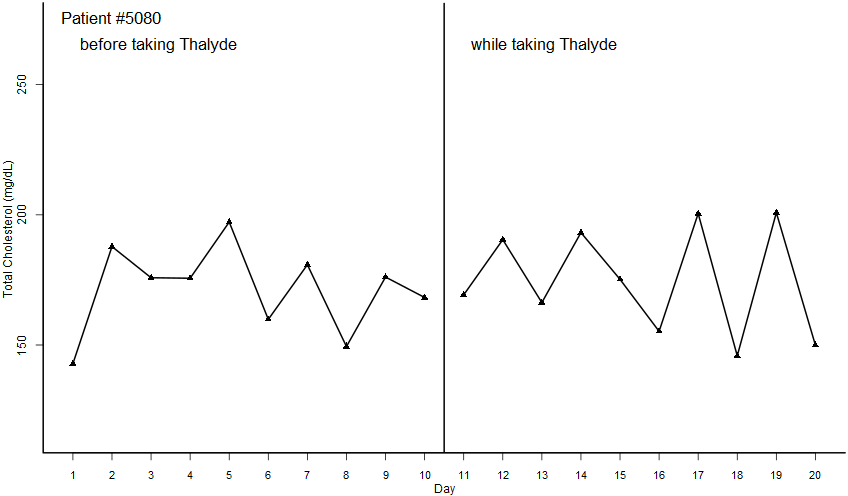 Patient #5080
before taking Thalyde
while taking Thalyde
Total Cholesterol (mg/dL)
250
200
150
1 2 3 4 5 6 7 8 9 10 11 12 13 14 15 16 17 18 19 20
Day